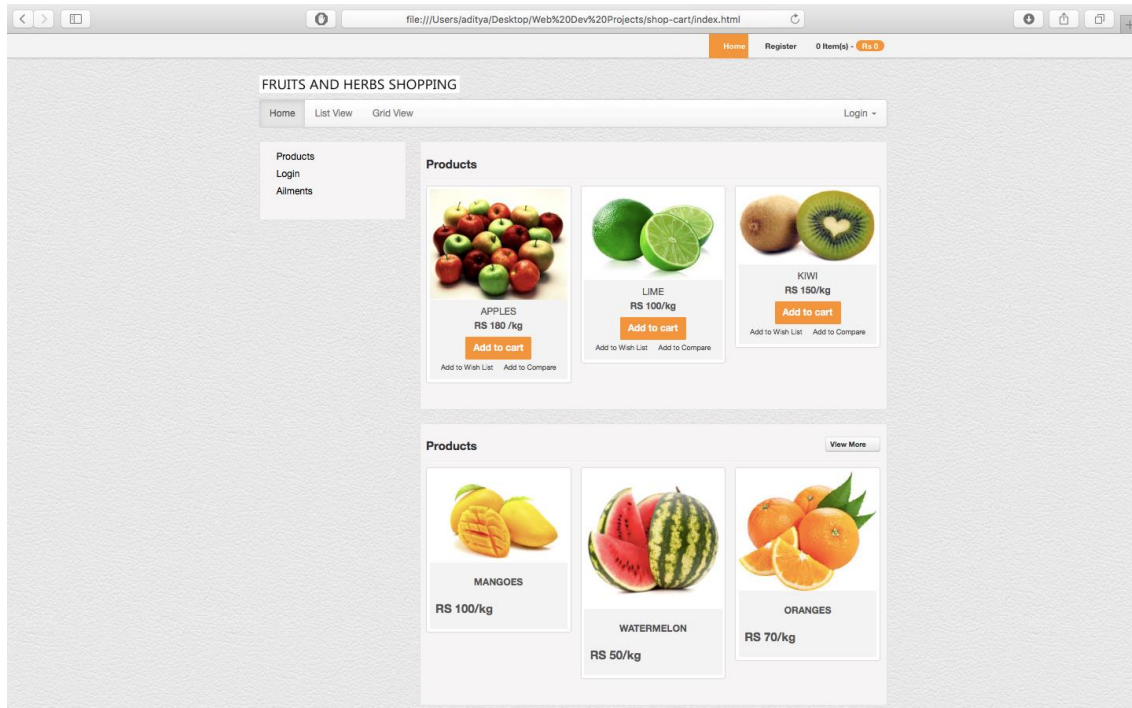 file:///Users/aditya/Desktop/Web%20Dev%20Projects/shop-cart/index.html
Home Register 0 Item(s) - Rs 0
FRUITS AND HERBS SHOPPING
Home List View Grid View Login
Products
Login
Ailments
Products
APPLES
RS 180 /kg
Add to cart
Add to Wish List Add to Compare
LIME
RS 100/kg
Add to cart
Add to Wish List Add to Compare
KIWI
RS 150/kg
Add to cart
Add to Wish List Add to Compare
Products View More
MANGOES
RS 100/kg
WATERMELON
RS 50/kg
ORANGES
RS 70/kg